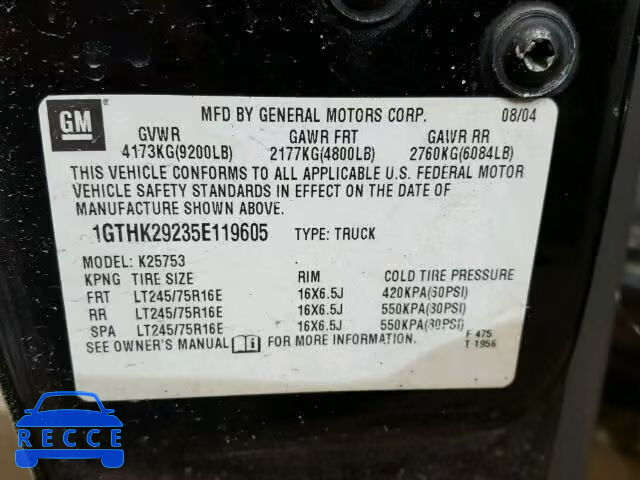 GM
®
MFD BY GENERAL MOTORS CORP. 08/04
GVWR GAWR FRT GAWR RR
4173KG(9200LB) 2177KG(4800LB) 2760KG(6084LB)
THIS VEHICLE CONFORMS TO ALL APPLICABLE U.S. FEDERAL MOTOR
VEHICLE SAFETY STANDARDS IN EFFECT ON THE DATE OF
MANUFACTURE SHOWN ABOVE.
1GTHK29235E119605 TYPE: TRUCK
MODEL: K25753
KPNG TIRE SIZE RIM COLD TIRE PRESSURE
FRT LT245/75R16E 16X6.5J 420KPA(60PSI)
RR LT245/75R16E 16X6.5J 550KPA(80PSI)
SPA LT245/75R16E 16X6.5J 550KPA(80PSI)
SEE OWNER'S MANUAL FOR MORE INFORMATION.
F 475
T 1956
RECCE